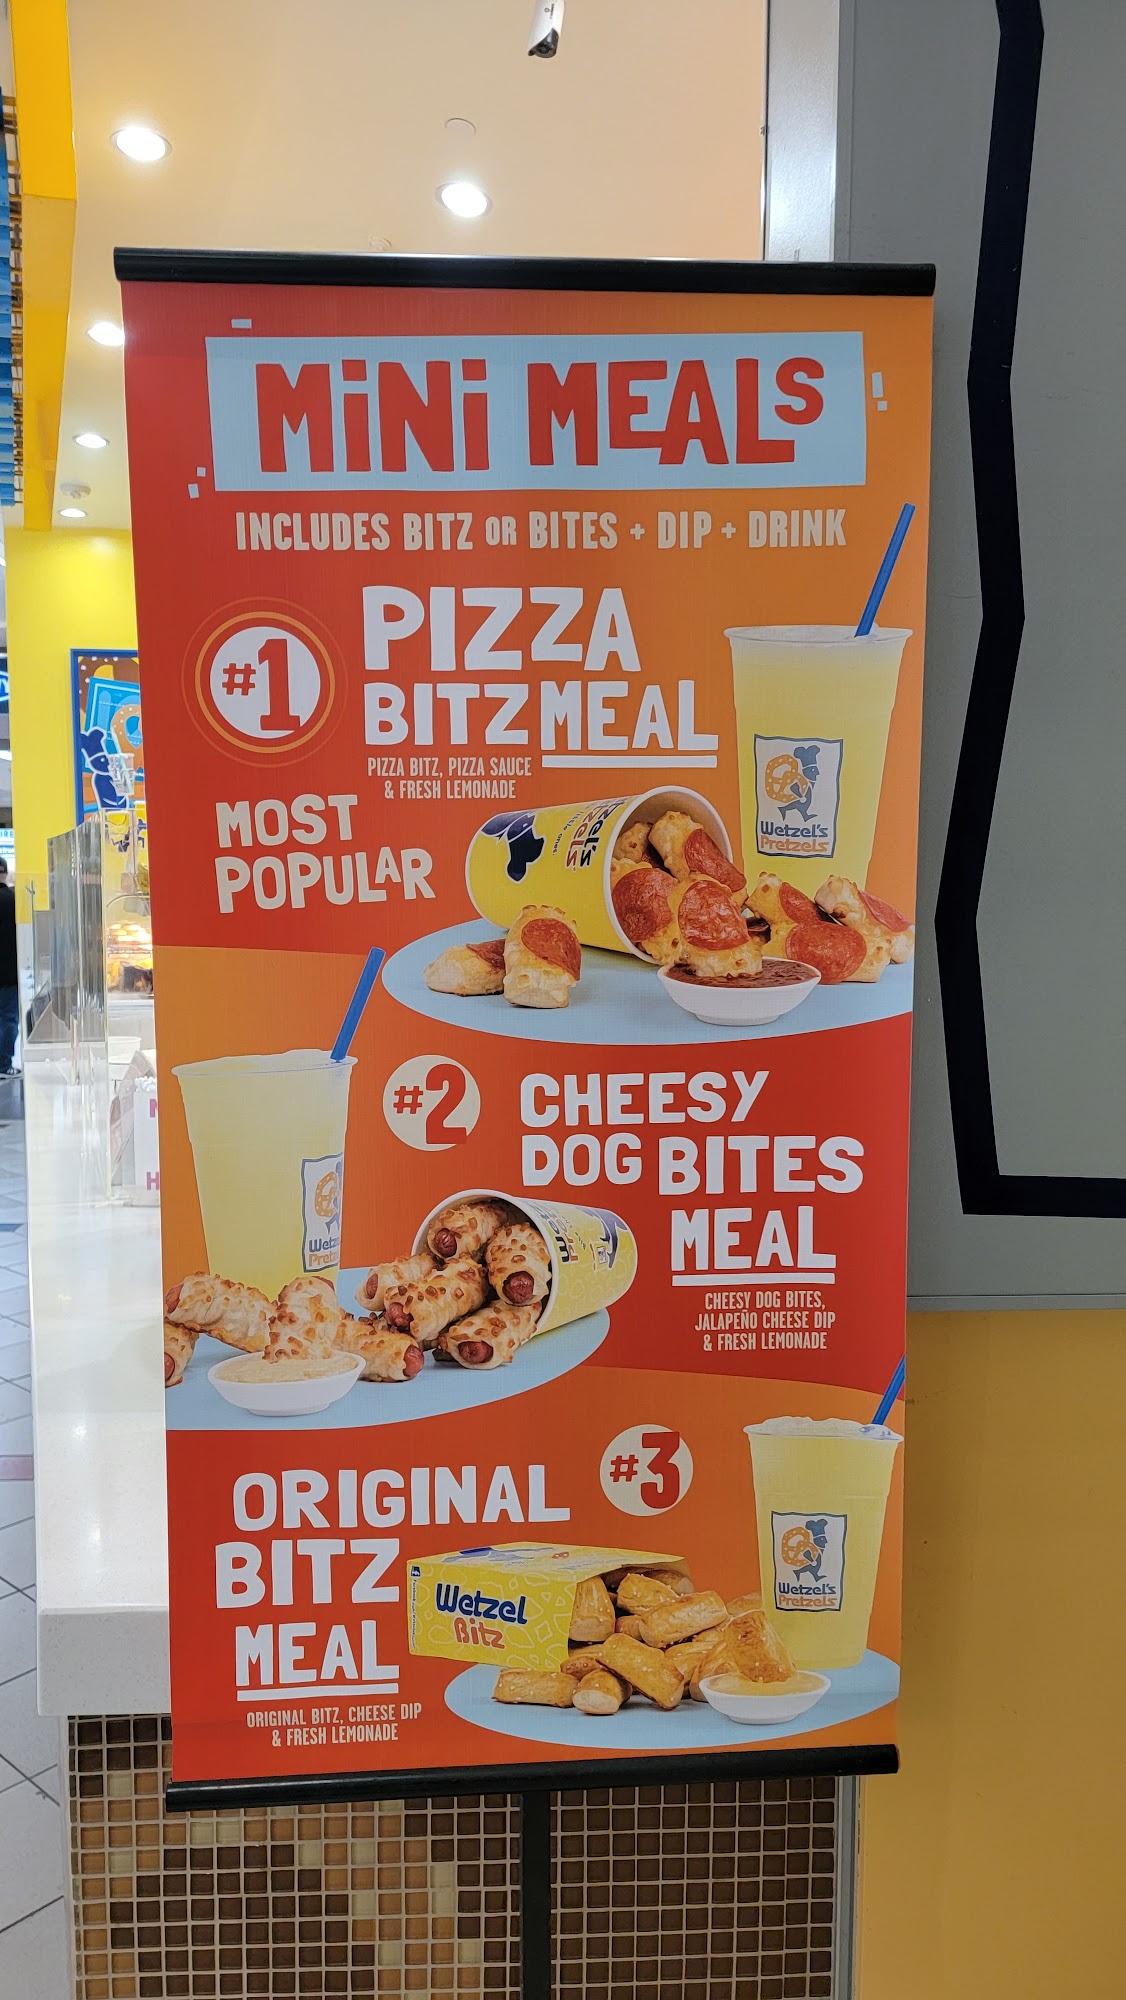 MiNi MEALS
INCLUDES BITZ OR BITES + DIP + DRINK
#1
PIZZA
BITZ MEAL
PIZZA BITZ, PIZZA SAUCE
& FRESH LEMONADE
MOST
POPULAR
Wetzel's
Pretzels
#2
CHEESY
DOG BITES
MEAL
CHEESY DOG BITES,
JALAPEÑO CHEESE DIP
& FRESH LEMONADE
Wetz
Pret
#3
ORIGINAL
BITZ
MEAL
ORIGINAL BITZ, CHEESE DIP
& FRESH LEMONADE
Wetzel
Bitz
Wetzel's
Pretzels